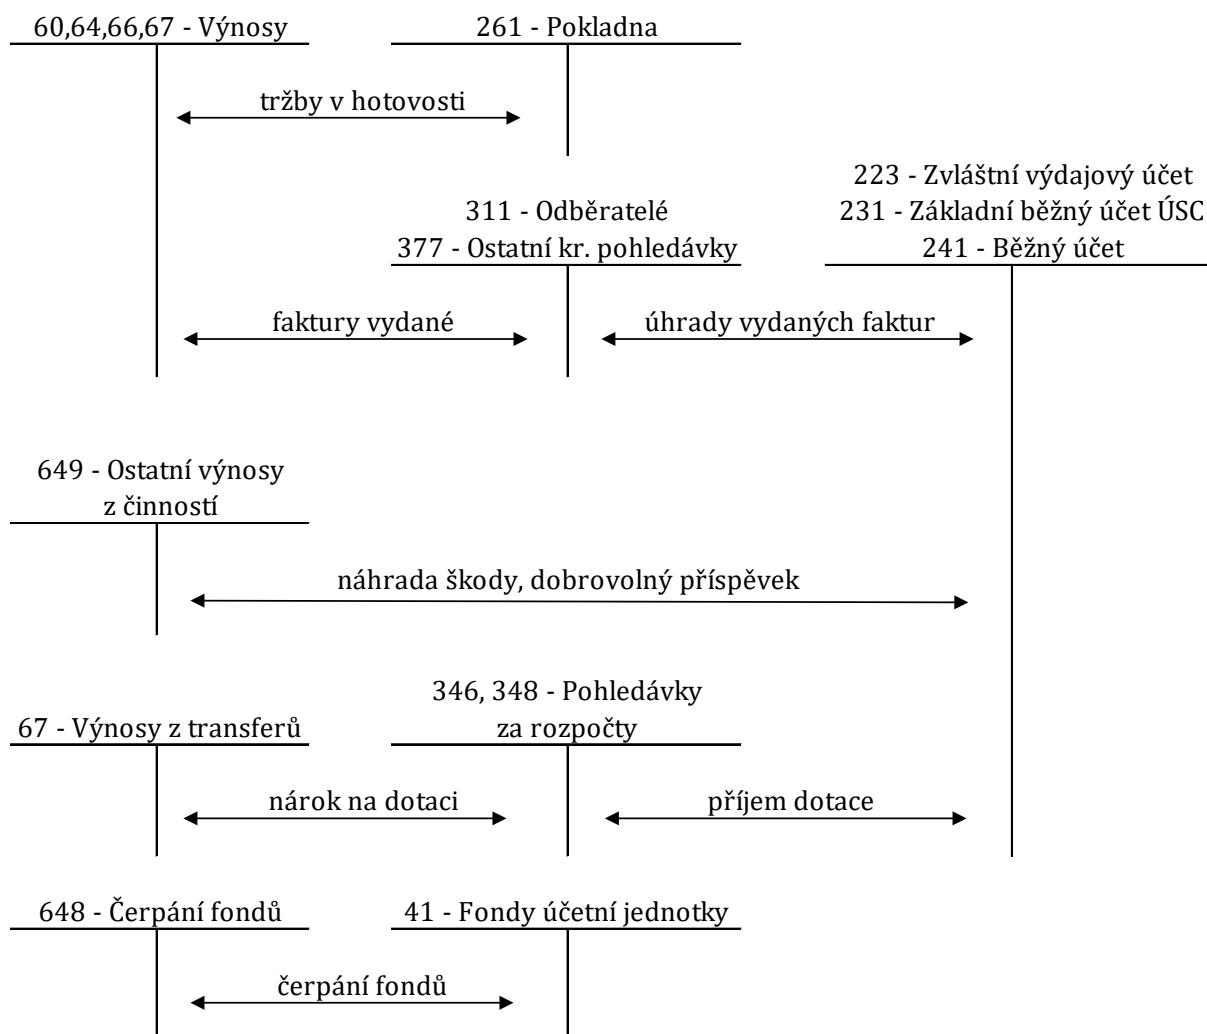 60,64,66,67 - Výnosy
261 - Pokladna
tržby v hotovosti
223 - Zvláštní výdajový účet
311 - Odběratelé
231 - Základní běžný účet ÚSC
377 - Ostatní kr. pohledávky
241 - Běžný účet
faktury vydané
úhrady vydaných faktur
649 - Ostatní výnosy
z činností
náhrada škody, dobrovolný příspěvek
346, 348 - Pohledávky
67 - Výnosy z transferů
za rozpočty
nárok na dotaci
příjem dotace
648 - Čerpání fondů
41 - Fondy účetní jednotky
čerpání fondů